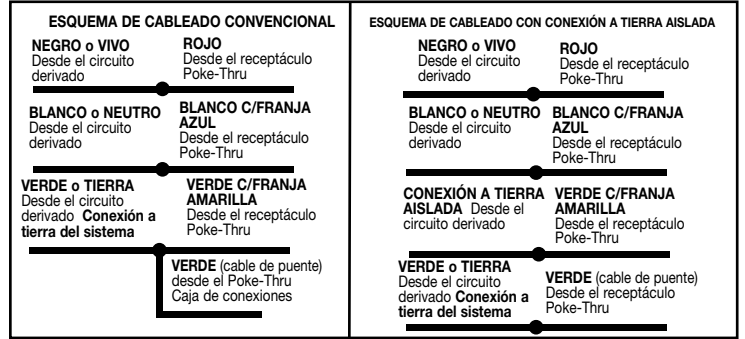 ESQUEMA DE CABLEADO CONVENCIONAL
NEGRO o VIVO
Desde el circuito
derivado
ROJO
Desde el receptáculo
Poke-Thru
BLANCO o NEUTRO
Desde el circuito
derivado
BLANCO C/FRANJA
AZUL
Desde el receptáculo
Poke-Thru
VERDE o TIERRA
Desde el circuito
derivado Conexión a
tierra del sistema
VERDE C/FRANJA
AMARILLA
Desde el receptáculo
Poke-Thru
VERDE (cable de puente)
desde el Poke-Thru
Caja de conexiones
ESQUEMA DE CABLEADO CON CONEXIÓN A TIERRA AISLADA
NEGRO o VIVO
Desde el circuito
derivado
ROJO
Desde el receptáculo
Poke-Thru
BLANCO o NEUTRO
Desde el circuito
derivado
BLANCO C/FRANJA
AZUL
Desde el receptáculo
Poke-Thru
CONEXIÓN A TIERRA
AISLADA Desde el
circuito derivado
VERDE C/FRANJA
AMARILLA
Desde el receptáculo
Poke-Thru
VERDE o TIERRA
Desde el circuito
derivado Conexión a
tierra del sistema
VERDE (cable de puente)
Desde el receptáculo
Poke-Thru